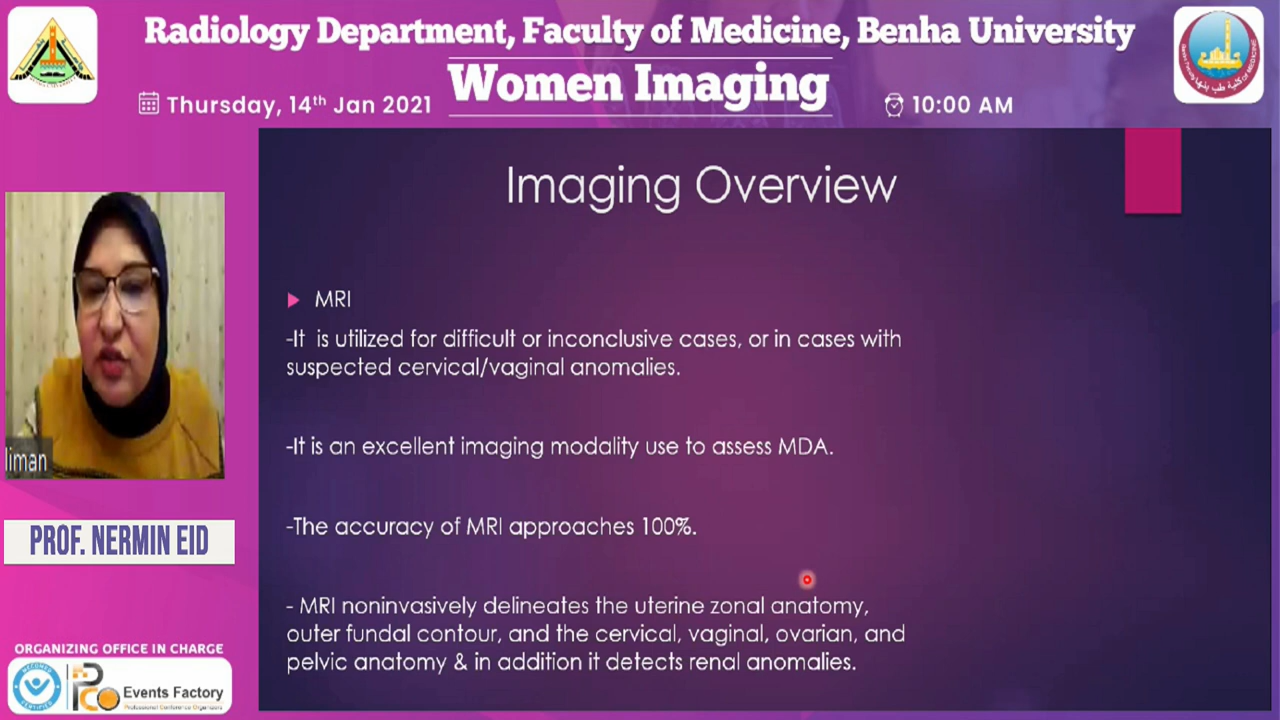 Radiology Department, Faculty of Medicine, Benha University
Women Imaging
Thursday, 14th Jan 2021
10:00 AM
Imaging Overview
MRI
-It is utilized for difficult or inconclusive cases, or in cases with
suspected cervical/vaginal anomalies.
-It is an excellent imaging modality use to assess MDA.
-The accuracy of MRI approaches 100%.
- MRI noninvasively delineates the uterine zonal anatomy,
outer fundal contour, and the cervical, vaginal, ovarian, and
pelvic anatomy & in addition it detects renal anomalies.
liman
PROF. NERMIN EID
ORGANIZING OFFICE IN CHARGE
PCO
Events Factory
Professional Conference Organizers